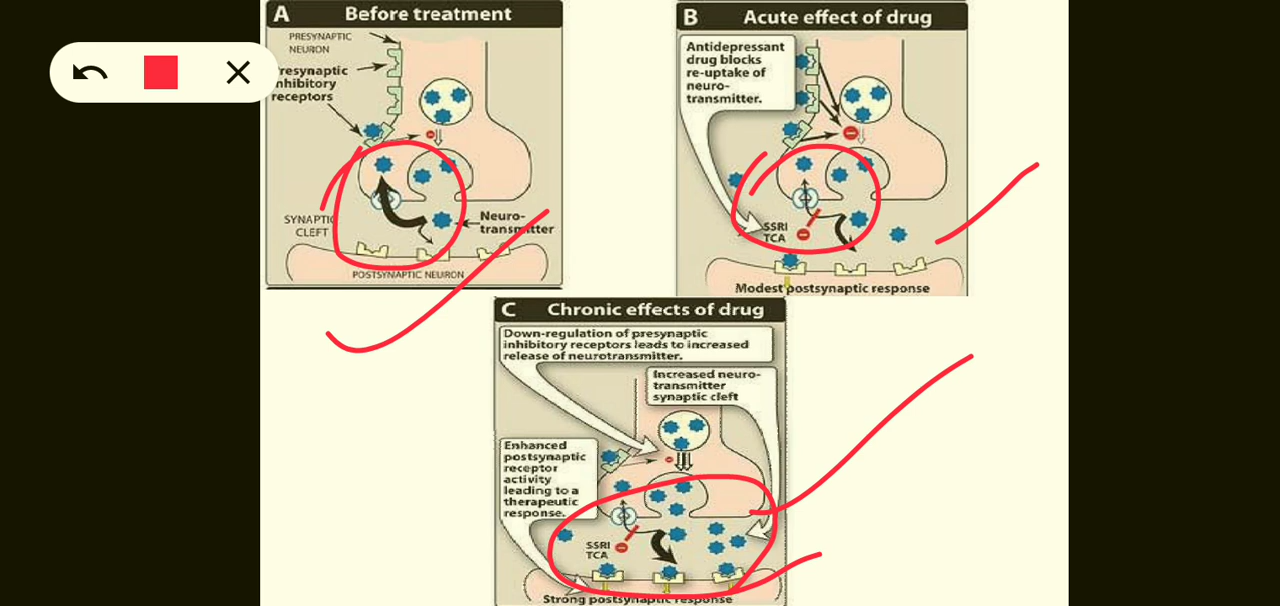 A Before treatment
PRESYNAPTIC
NEURON
resynaptic
nhibitory
receptors
Neuro-
transmitter
SYNAPTIC
CLEFT
POSTSYNAPTIC NEURON
B Acute effect of drug
Antidepressant
drug blocks
re-uptake of
neuro-
transmitter.
SSRI
TCA
Modest postsynaptic response
C Chronic effects of drug
Down-regulation of presynaptic
inhibitory receptors leads to increased
release of neurotransmitter.
Increased neuro-
transmitter
synaptic cleft
Enhanced
postsynaptic
receptor
activity
leading to a
therapeutic
response.
SSRI
TCA
Strong postsynaptic response